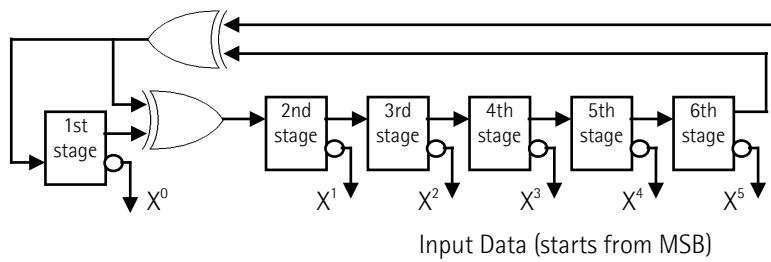 1st
stage
2nd
stage
3rd
stage
4th
stage
5th
stage
6th
stage
X⁰
X¹
X²
X³
X⁴
X⁵
Input Data (starts from MSB)